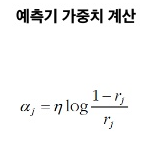 예측기 가중치 계산
α_j = η log (1 − r_j) / r_j